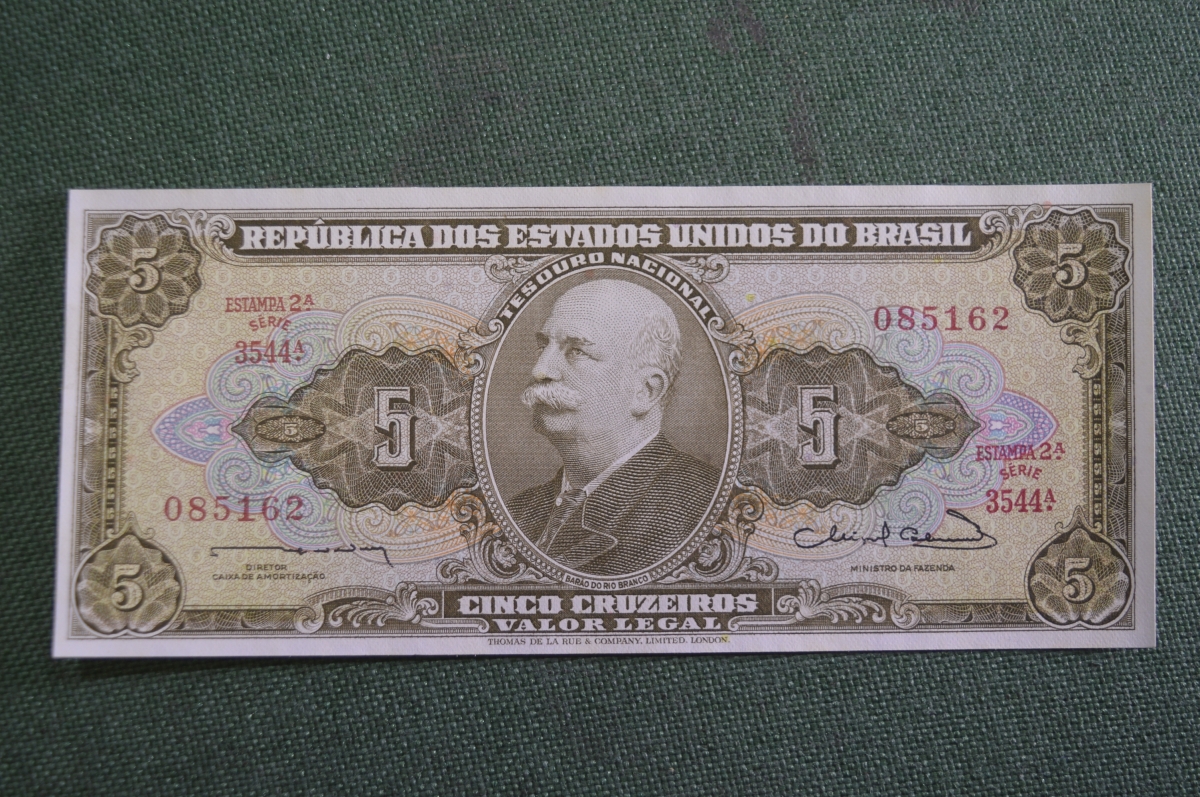 REPÚBLICA DOS ESTADOS UNIDOS DO BRASIL
5
5
TESOURO NACIONAL
ESTAMPA 2A
SÉRIE
3544A
085162
5
5
5
5
ESTAMPA 2A
SÉRIE
3544A
085162
DIRETOR
CAIXA DE AMORTIZAÇÃO
MINISTRO DA FAZENDA
BARÃO DO RIO BRANCO
5
5
CINCO CRUZEIROS
VALOR LEGAL
THOMAS DE LA RUE & COMPANY, LIMITED, LONDON.